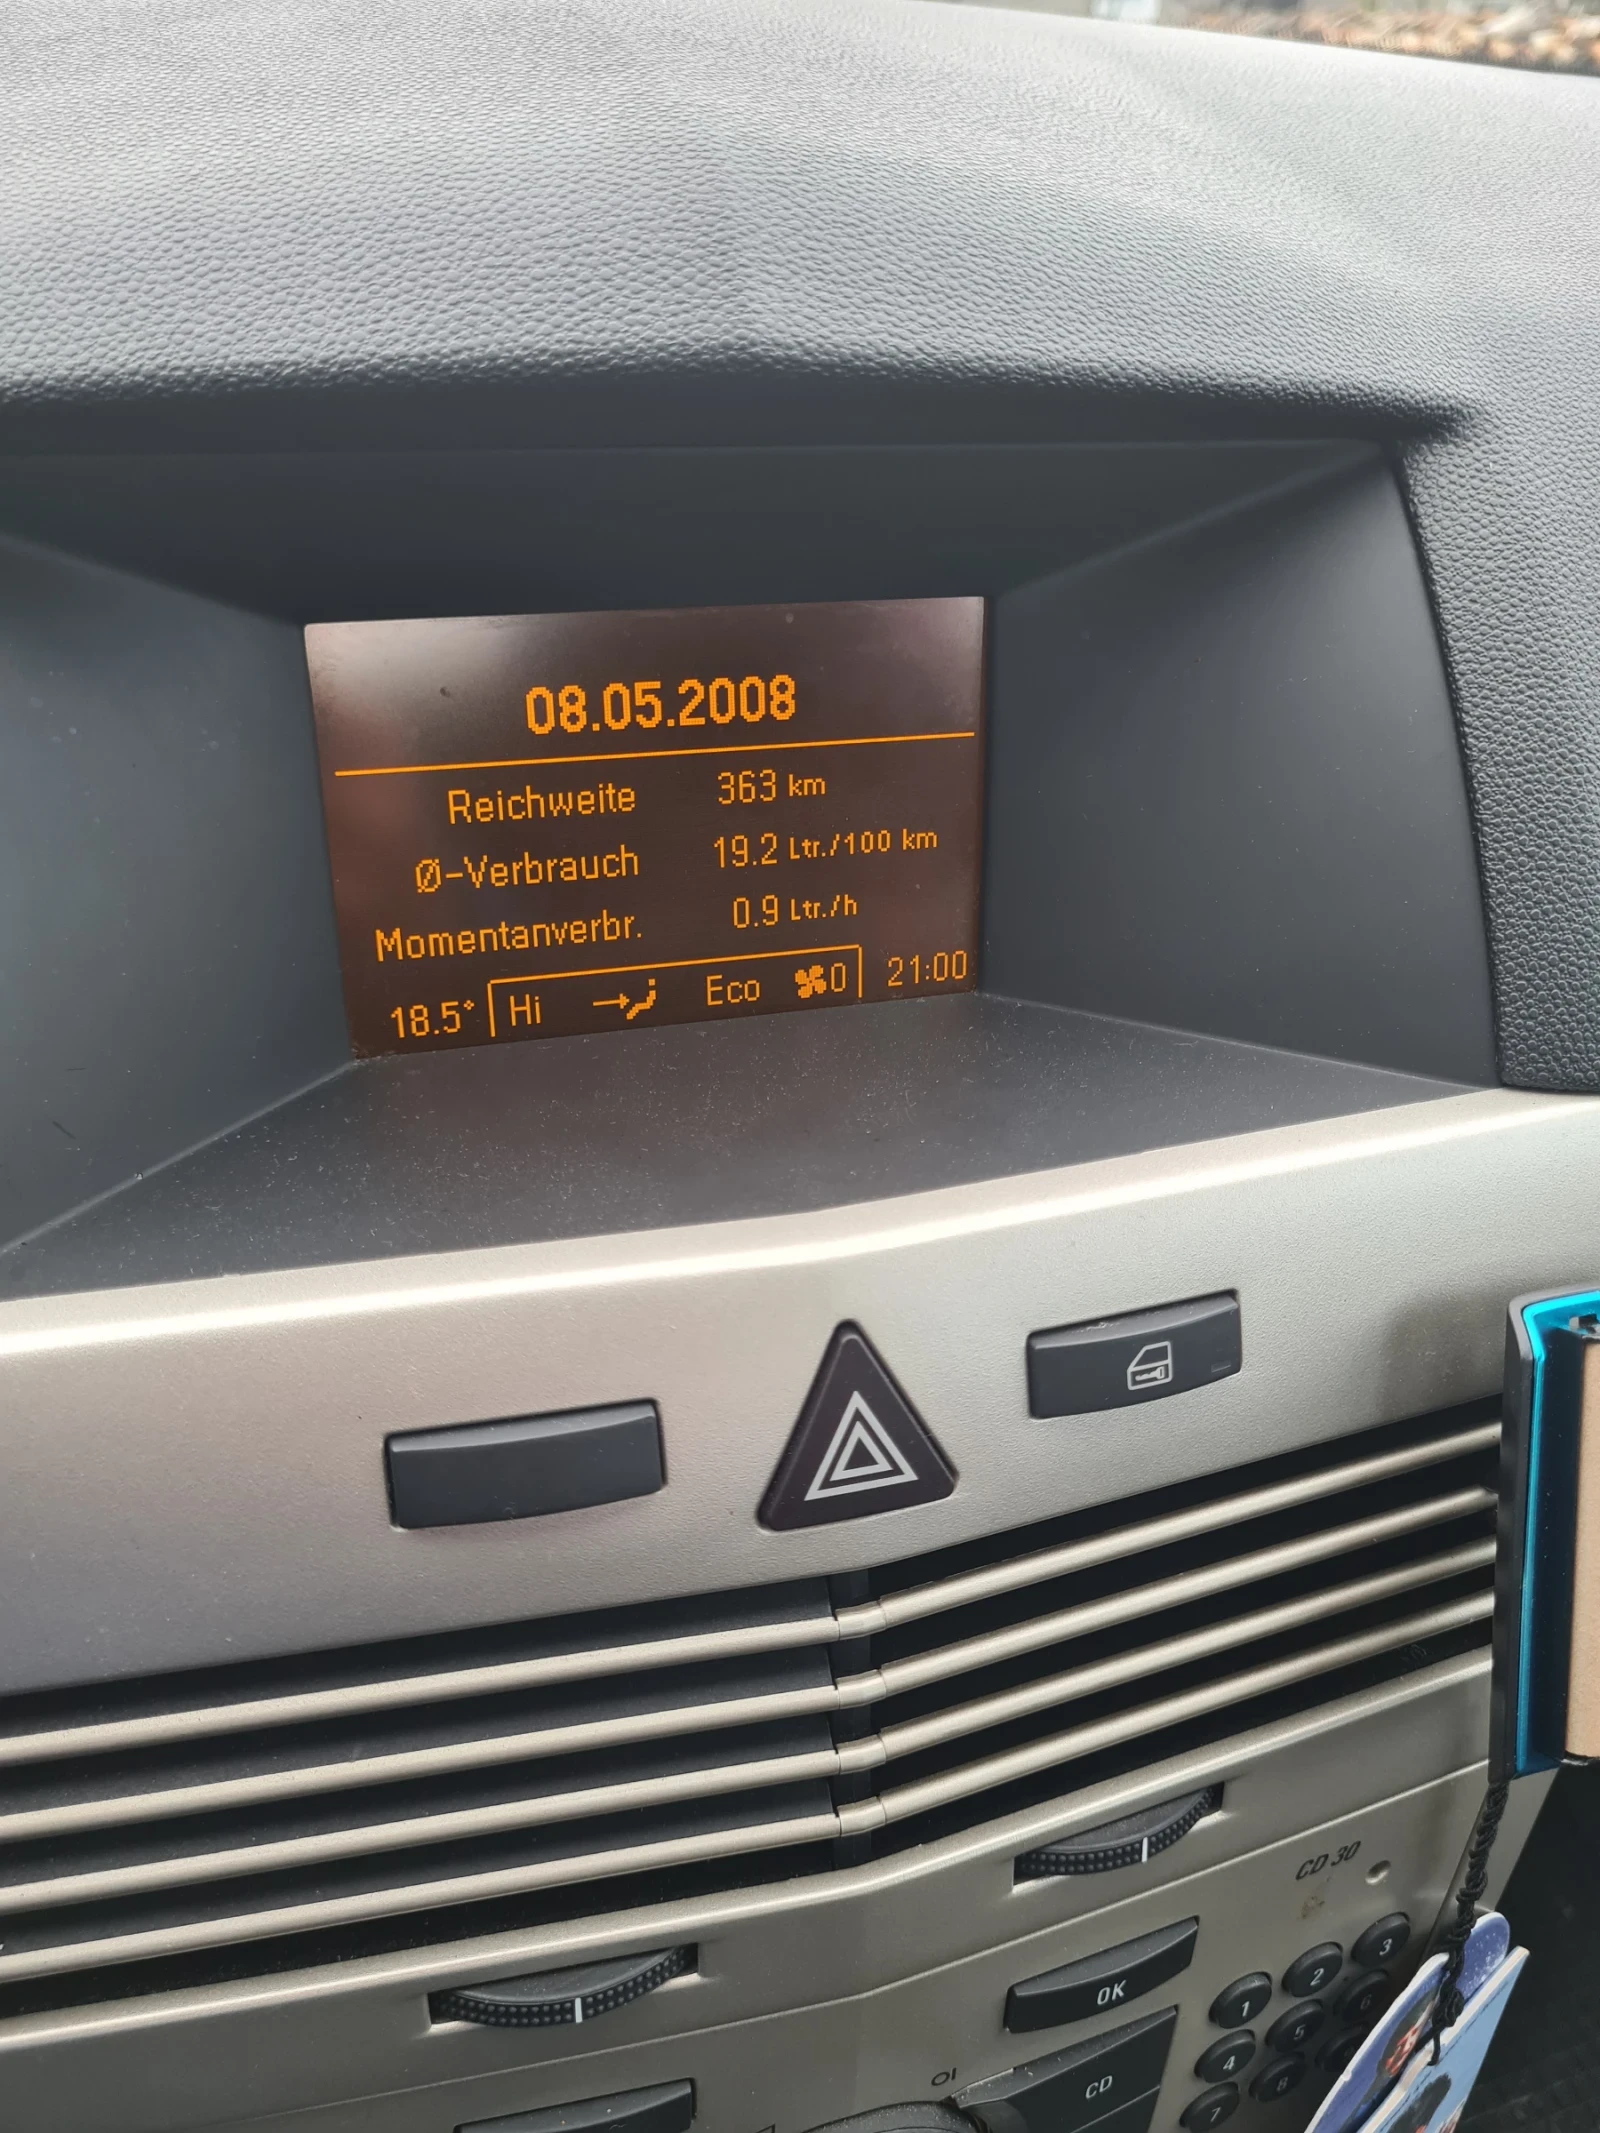 08.05.2008
Reichweite 363 km
Ø-Verbrauch 19.2 Ltr./100 km
Momentanverbr. 0.9 Ltr./h
18.5° Hi Eco 0 21:00
CD 30
OK
1 2 3
4 5 6
7 8
CD